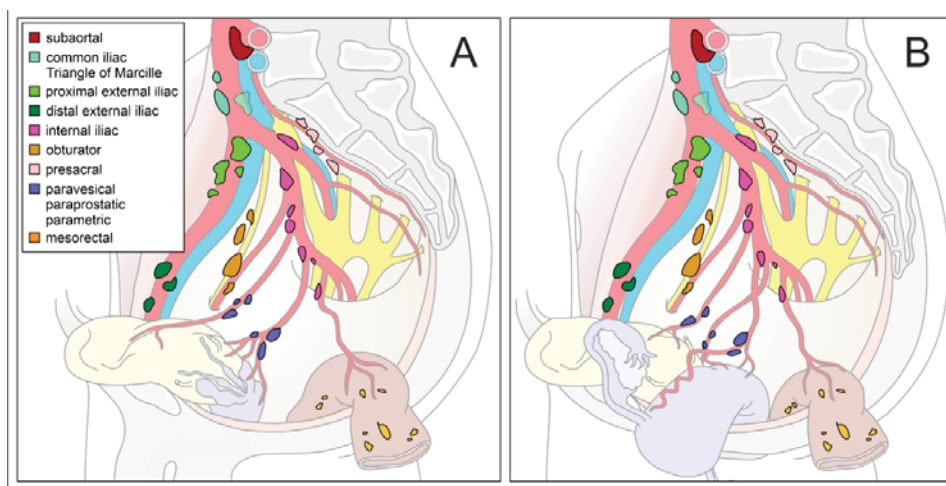 subaortal
common iliac
Triangle of Marcille
proximal external iliac
distal external iliac
internal iliac
obturator
presacral
paravesical
paraprostatic
parametric
mesorectal
A
B